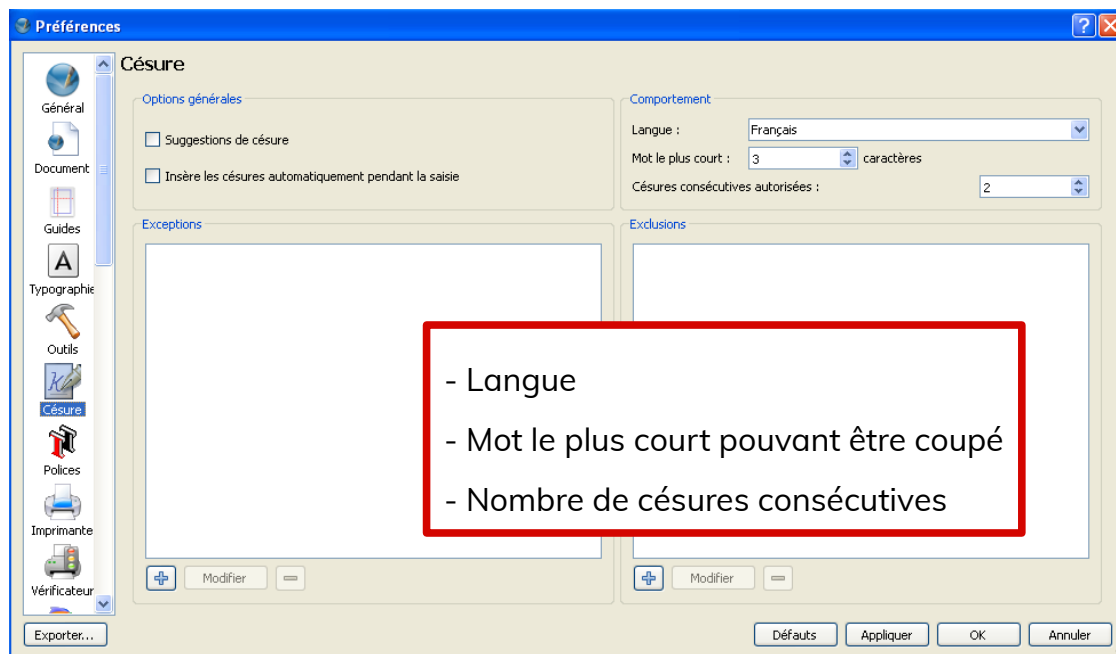 Préférences
Césure
Général
Document
Guides
Typographie
Outils
Césure
Polices
Imprimante
Vérificateur
Exporter...
Options générales
Suggestions de césure
Insère les césures automatiquement pendant la saisie
Comportement
Langue : Français
Mot le plus court : 3 caractères
Césures consécutives autorisées : 2
Exceptions
Exclusions
- Langue
- Mot le plus court pouvant être coupé
- Nombre de césures consécutives
Modifier
Modifier
Défauts Appliquer OK Annuler